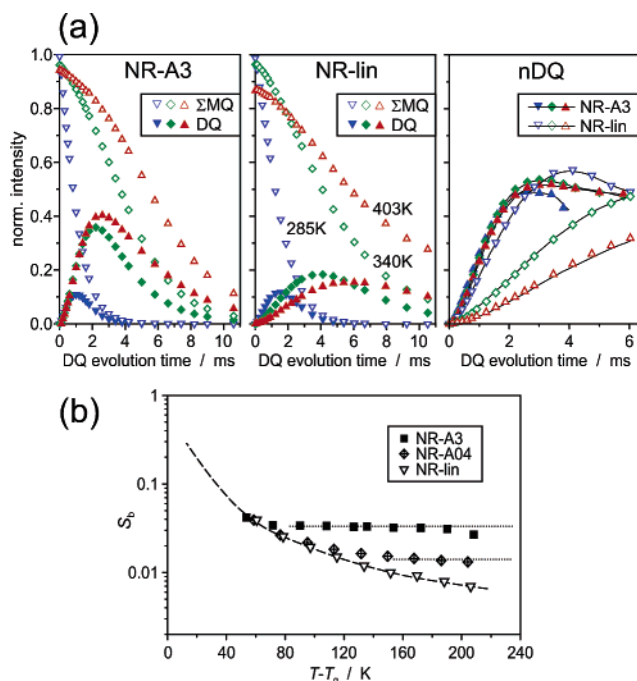 (a)
NR-A3
NR-lin
nDQ
norm. intensity
1.0
0.8
0.6
0.4
0.2
0.0
ΣMQ
DQ
ΣMQ
DQ
NR-A3
NR-lin
285K
403K
340K
0 2 4 6 8 10
0 2 4 6 8 10
0 2 4 6
DQ evolution time / ms
DQ evolution time / ms
DQ evolution time / ms
(b)
S_b
1
0.1
0.01
NR-A3
NR-A04
NR-lin
0 40 80 120 160 200 240
T-T_g / K